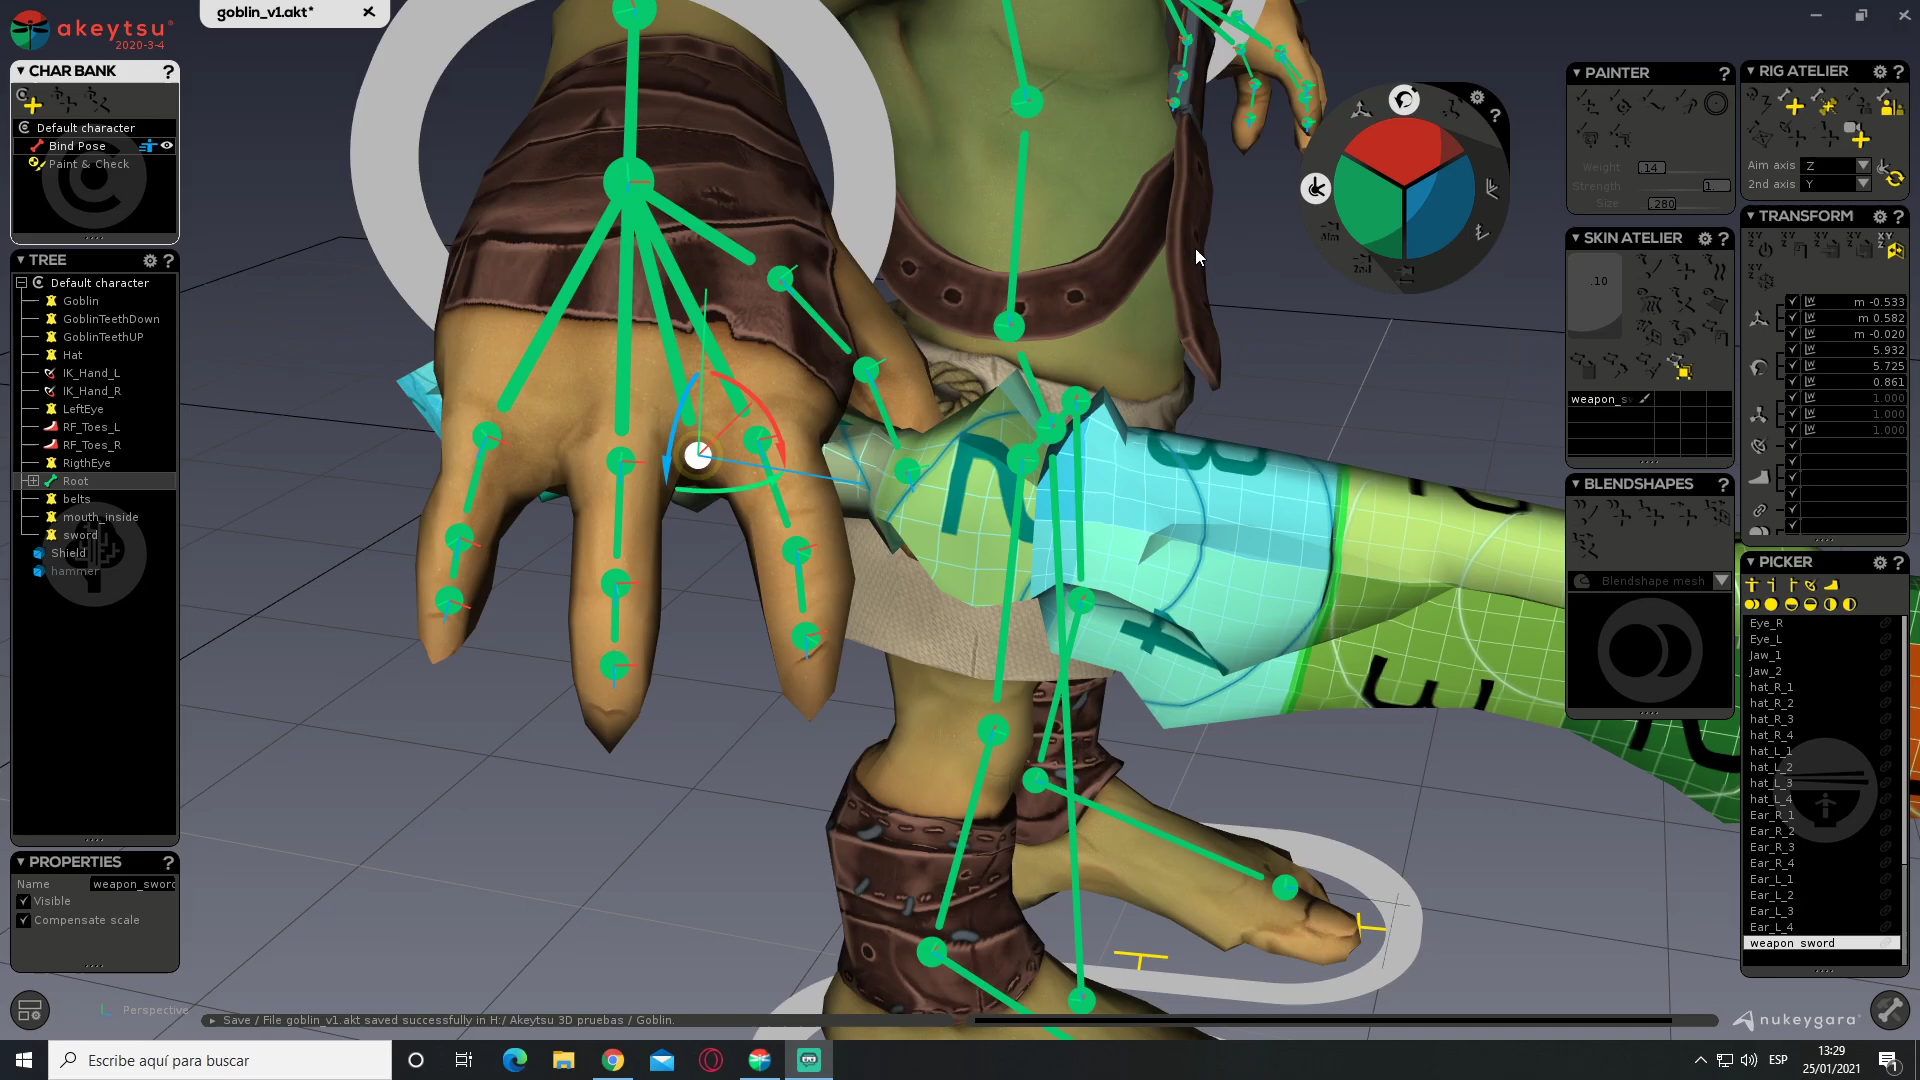 goblin_v1.akt*
akeytsu
2020-3-4
CHAR BANK
?
Default character
Bind Pose
Paint & Check
TREE
?
Default character
Goblin
GoblinTeethDown
GoblinTeethUP
Hat
IK_Hand_L
IK_Hand_R
LeftEye
RF_Toes_L
RF_Toes_R
RigthEye
Root
belts
mouth_inside
sword
Shield
hammer
PROPERTIES
?
Name weapon_sword
Visible
Compensate scale
Perspective
Save / File goblin_v1.akt saved successfully in H:/ Akeytsu 3D pruebas / Goblin.
PAINTER
?
Weight .14
Strength 1.
Size .280
SKIN ATELIER
?
.10
weapon_sw
BLENDSHAPES
?
Blendshape mesh
RIG ATELIER
?
Aim axis Z
2nd axis Y
TRANSFORM
?
m -0.533
m 0.582
m -0.020
5.932
5.725
0.861
1.000
1.000
1.000
PICKER
?
Eye_R
Eye_L
Jaw_1
Jaw_2
hat_R_1
hat_R_2
hat_R_3
hat_R_4
hat_L_1
hat_L_2
hat_L_3
hat_L_4
Ear_R_1
Ear_R_2
Ear_R_3
Ear_R_4
Ear_L_1
Ear_L_2
Ear_L_3
Ear_L_4
weapon_sword
nukeygara
Escribe aquí para buscar
ESP
13:29
25/01/2021
1